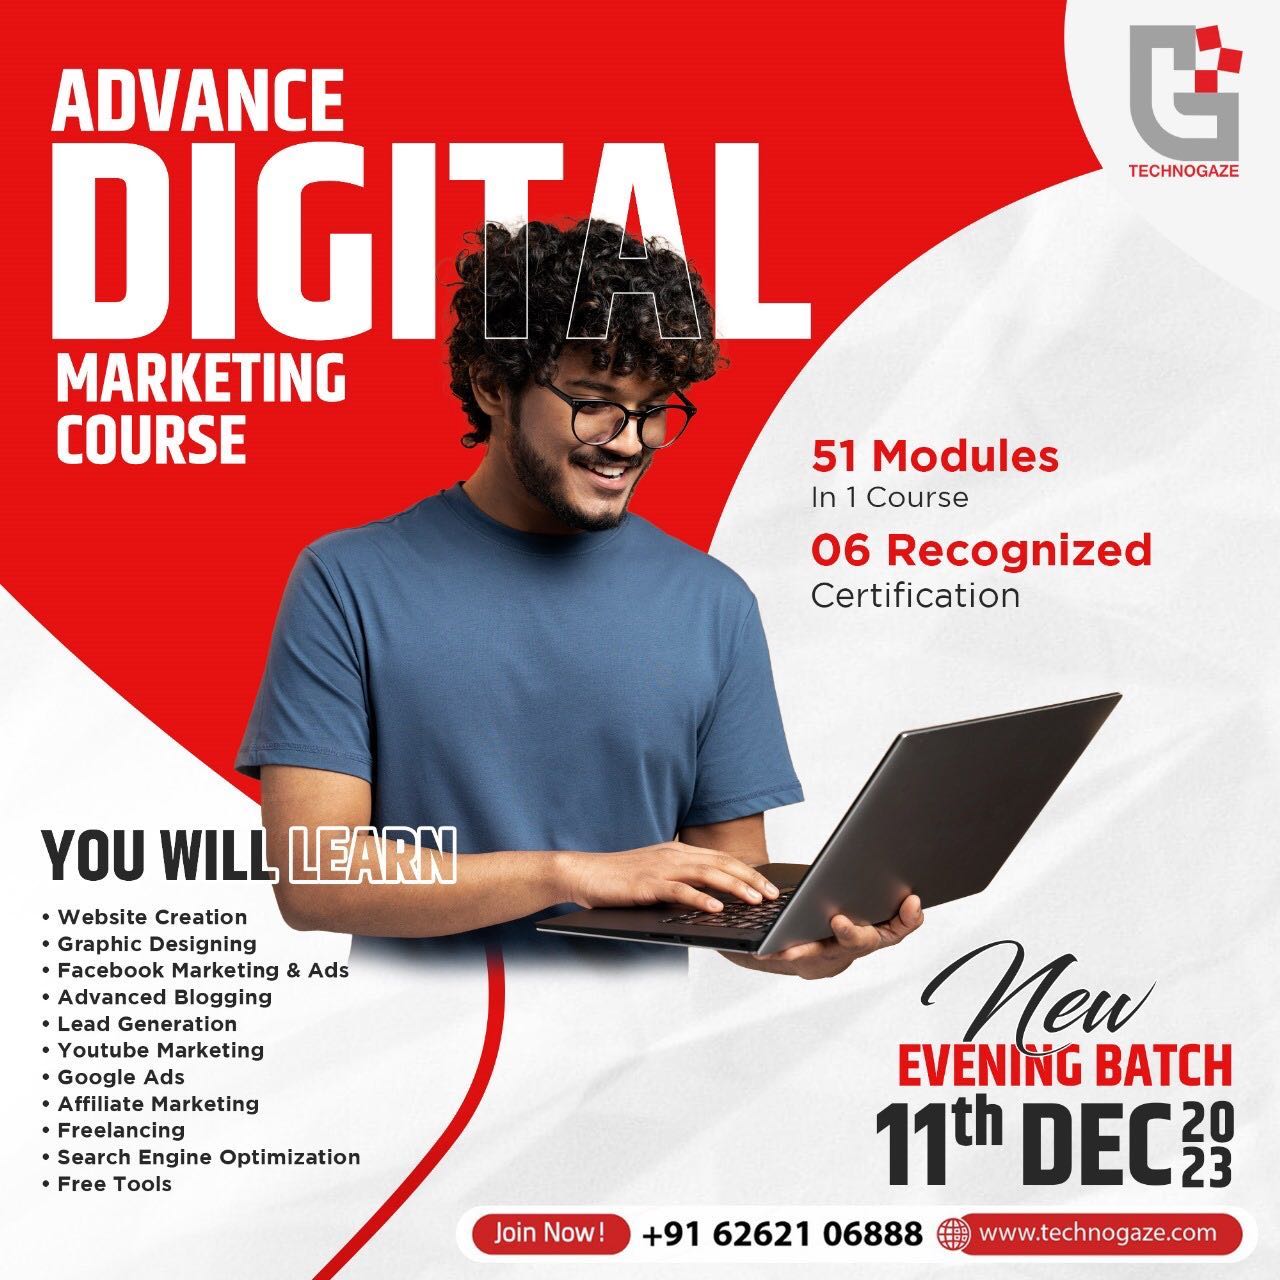 ADVANCE
DIGITAL
MARKETING
COURSE
TECHNOGAZE
51 Modules
In 1 Course
06 Recognized
Certification
YOU WILL LEARN
• Website Creation
• Graphic Designing
• Facebook Marketing & Ads
• Advanced Blogging
• Lead Generation
• Youtube Marketing
• Google Ads
• Affiliate Marketing
• Freelancing
• Search Engine Optimization
• Free Tools
New
EVENING BATCH
11th DEC 2023
Join Now! +91 62621 06888 www.technogaze.com